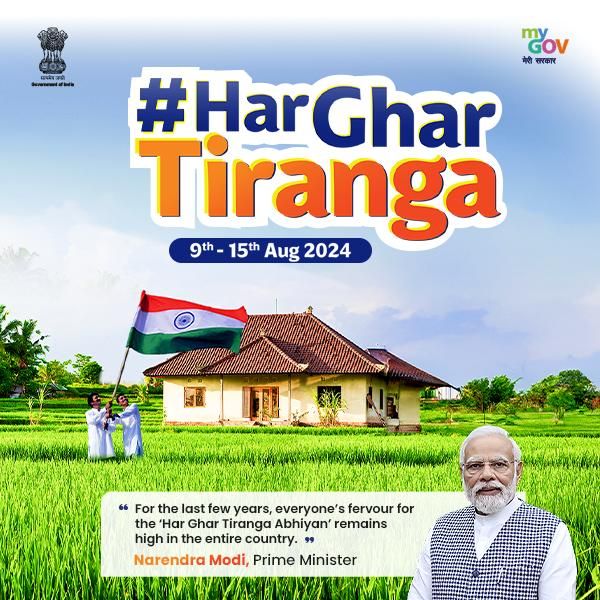 सत्यमेव जयते
Government of India
my
GOV
मेरी सरकार
#HarGhar
Tiranga
9th - 15th Aug 2024
“ For the last few years, everyone's fervour for
the ‘Har Ghar Tiranga Abhiyan’ remains
high in the entire country. ”
Narendra Modi, Prime Minister